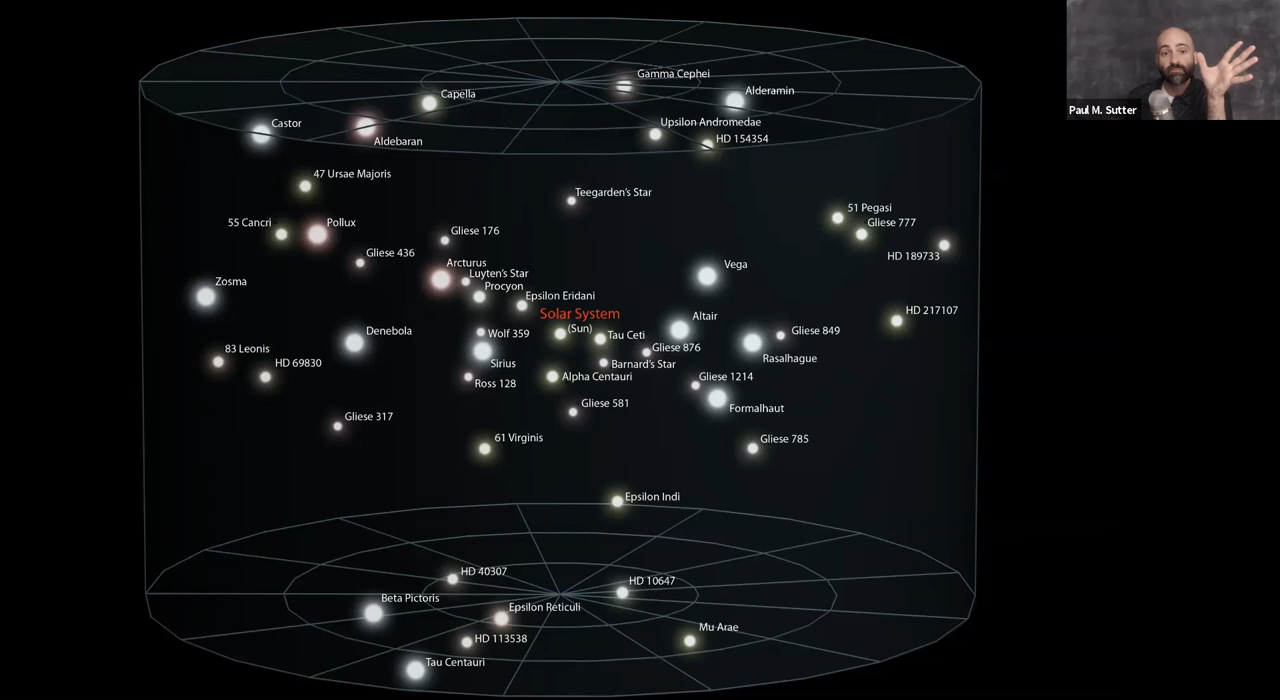 Gamma Cephei
Paul M. Sutter
Capella
Alderamin
Castor
Upsilon Andromedae
Aldebaran
HD 154354
47 Ursae Majoris
Teegarden's Star
51 Pegasi
55 Cancri
Pollux
Gliese 777
Gliese 176
Gliese 436
HD 189733
Arcturus
Vega
Luyten's Star
Zosma
Procyon
Epsilon Eridani
HD 217107
Solar System
Altair
(Sun)
Denebola
Gliese 849
Wolf 359
Tau Ceti
83 Leonis
Gliese 876
Rasalhague
HD 69830
Sirius
Barnard's Star
Alpha Centauri
Gliese 1214
Ross 128
Gliese 581
Formalhaut
Gliese 317
61 Virginis
Gliese 785
Epsilon Indi
HD 40307
HD 10647
Beta Pictoris
Epsilon Reticuli
Mu Arae
HD 113538
Tau Centauri